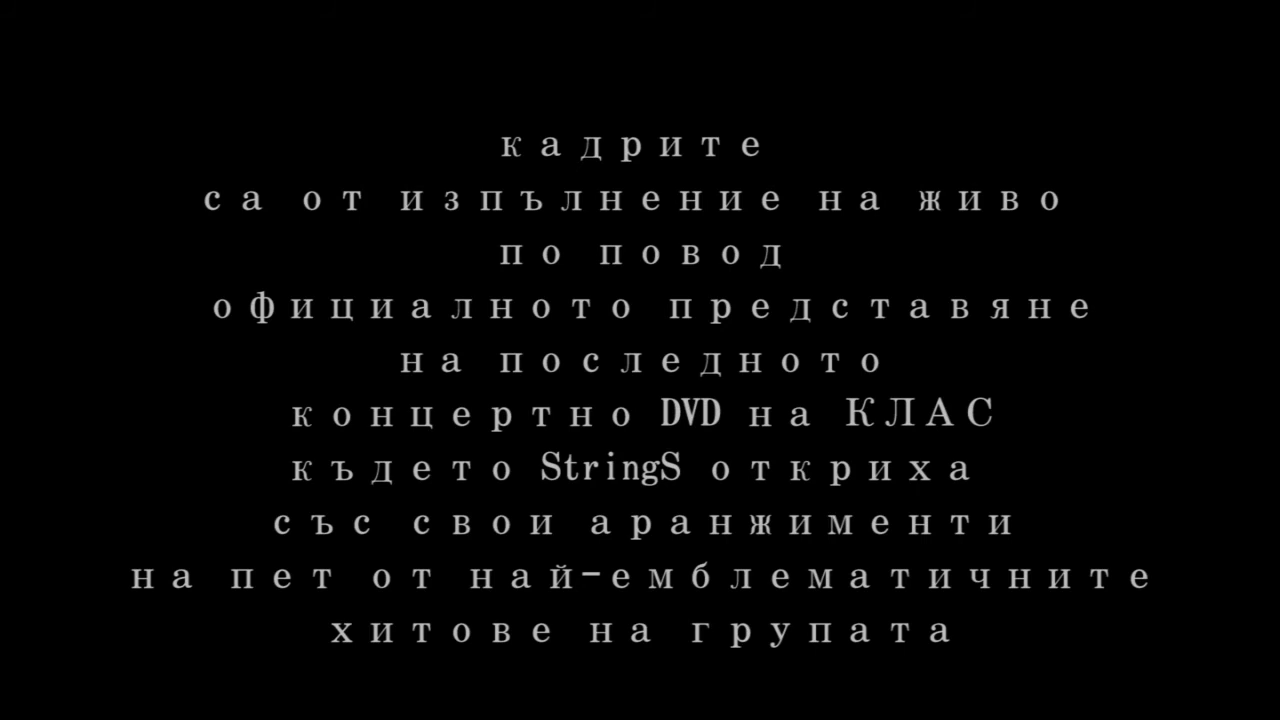 кадрите
са от изпълнение на живо
по повод
официалното представяне
на последното
концертно DVD на КЛАС
където StringS откриха
със свои аранжименти
на пет от най-емблематичните
хитове на групата